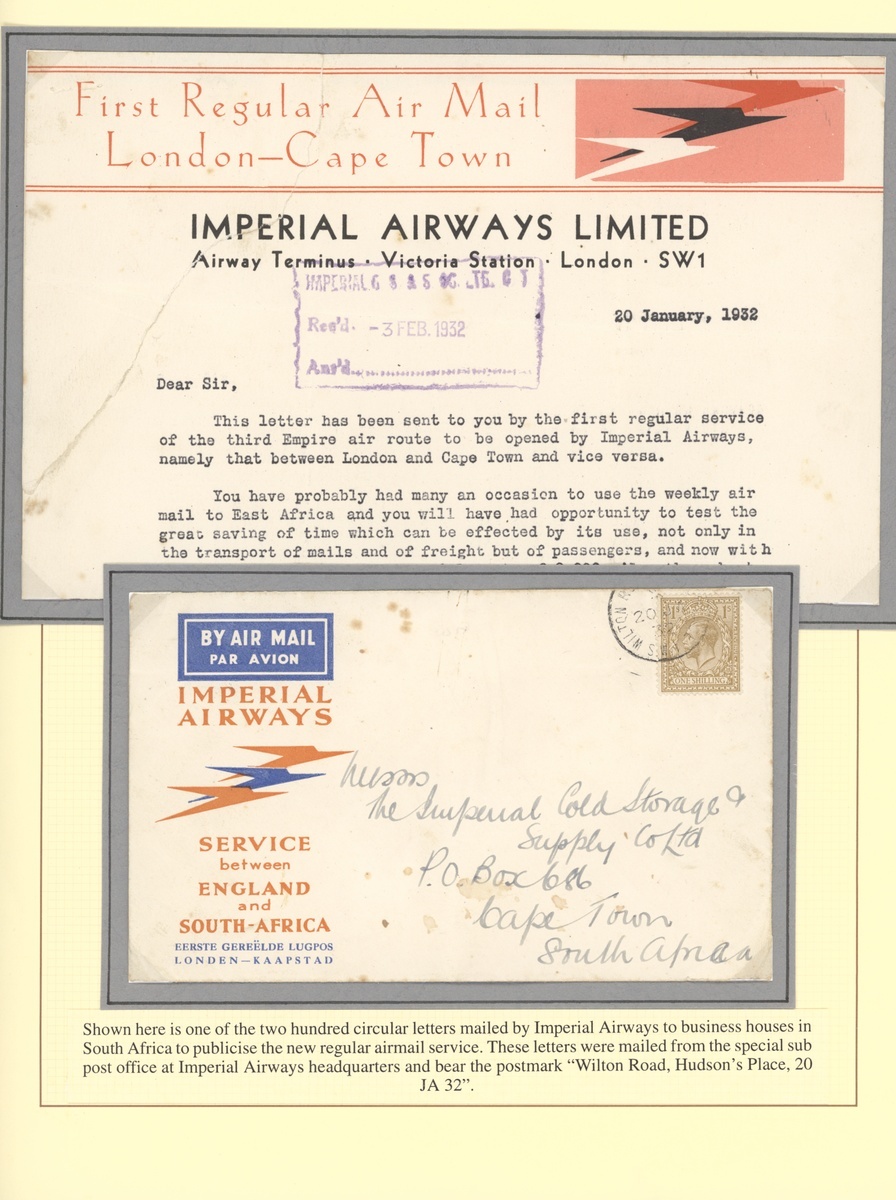 First Regular Air Mail
London—Cape Town
IMPERIAL AIRWAYS LIMITED
Airway Terminus · Victoria Station · London · SW1
IMPERIAL
Rec'd. -3 FEB. 1932
Ans'd
20 January, 1932
Dear Sir,
This letter has been sent to you by the first regular service
of the third Empire air route to be opened by Imperial Airways,
namely that between London and Cape Town and vice versa.
You have probably had many an occasion to use the weekly air
mail to East Africa and you will have had opportunity to test the
great saving of time which can be effected by its use, not only in
the transport of mails and of freight but of passengers, and now with
BY AIR MAIL
PAR AVION
IMPERIAL
AIRWAYS
WILTON
20
ONE SHILLING
Messrs
The Imperial Cold Storage &
Supply Co Ltd
P.O. Box 686
Cape Town
South Africa
SERVICE
between
ENGLAND
and
SOUTH-AFRICA
EERSTE GEREËLDE LUGPOS
LONDEN—KAAPSTAD
Shown here is one of the two hundred circular letters mailed by Imperial Airways to business houses in
South Africa to publicise the new regular airmail service. These letters were mailed from the special sub
post office at Imperial Airways headquarters and bear the postmark “Wilton Road, Hudson’s Place, 20
JA 32”.